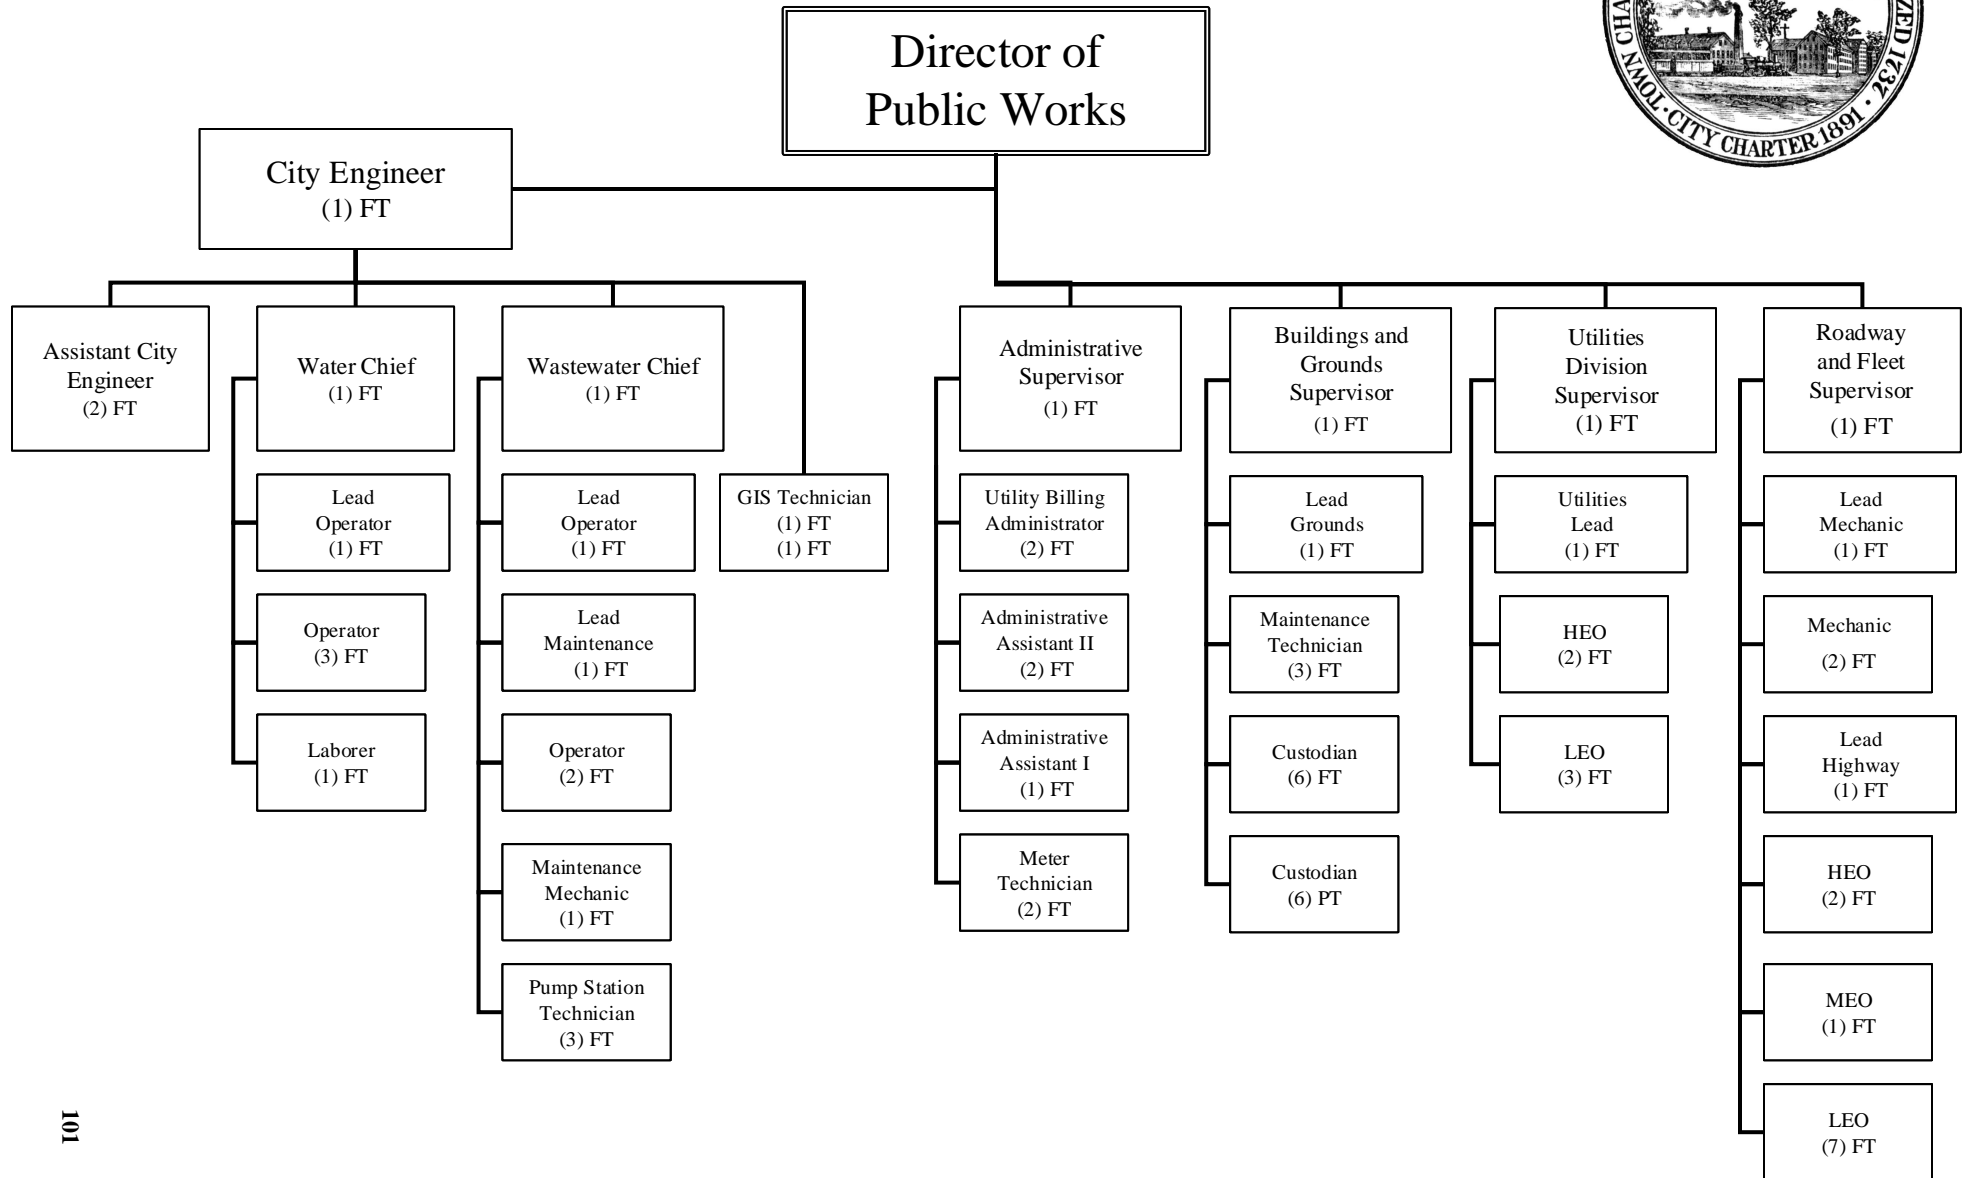 Director of
Public Works
TOWN CHA
· CITY CHARTER 1891 ·
ZED 1737
City Engineer
(1) FT
Assistant City
Engineer
(2) FT
Water Chief
(1) FT
Lead
Operator
(1) FT
Operator
(3) FT
Laborer
(1) FT
Wastewater Chief
(1) FT
Lead
Operator
(1) FT
Lead
Maintenance
(1) FT
Operator
(2) FT
Maintenance
Mechanic
(1) FT
Pump Station
Technician
(3) FT
GIS Technician
(1) FT
(1) FT
Administrative
Supervisor
(1) FT
Utility Billing
Administrator
(2) FT
Administrative
Assistant II
(2) FT
Administrative
Assistant I
(1) FT
Meter
Technician
(2) FT
Buildings and
Grounds
Supervisor
(1) FT
Lead
Grounds
(1) FT
Maintenance
Technician
(3) FT
Custodian
(6) FT
Custodian
(6) PT
Utilities
Division
Supervisor
(1) FT
Utilities
Lead
(1) FT
HEO
(2) FT
LEO
(3) FT
Roadway
and Fleet
Supervisor
(1) FT
Lead
Mechanic
(1) FT
Mechanic
(2) FT
Lead
Highway
(1) FT
HEO
(2) FT
MEO
(1) FT
LEO
(7) FT
101